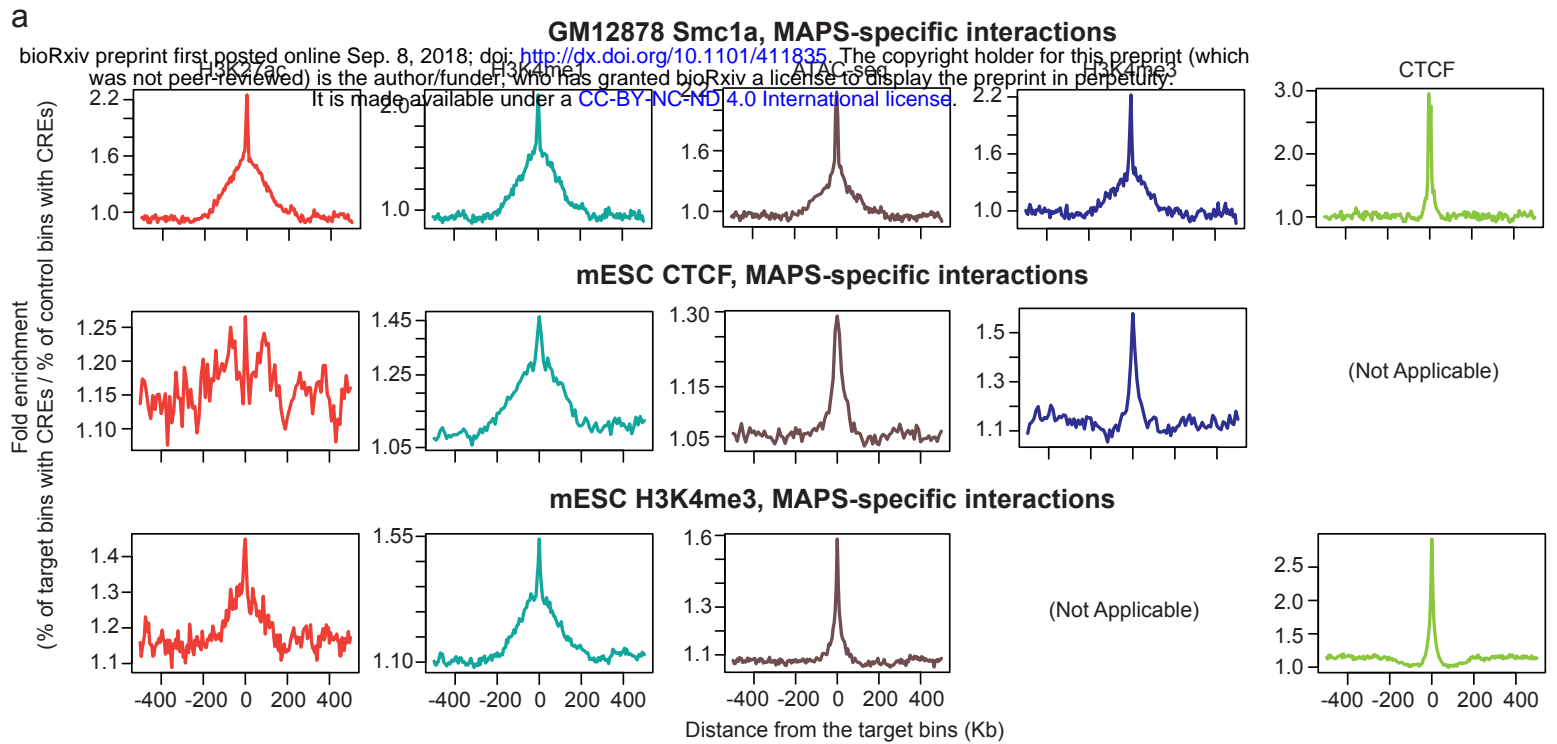 a
GM12878 Smc1a, MAPS-specific interactions
bioRxiv preprint first posted online Sep. 8, 2018; doi: http://dx.doi.org/10.1101/411835. The copyright holder for this preprint (which
was not peer-reviewed) is the author/funder, who has granted bioRxiv a license to display the preprint in perpetuity.
It is made available under a CC-BY-NC-ND 4.0 International license.
H3K27ac H3K4me1 ATAC-seq H3K4me3 CTCF
Fold enrichment
(% of target bins with CREs / % of control bins with CREs)
2.2 2.0 2.2 2.2 3.0
1.6 1.6 1.6 2.0
1.0 1.0 1.0 1.0 1.0
mESC CTCF, MAPS-specific interactions
1.25 1.45 1.30 1.5
1.20 1.25 1.15 1.3
1.15 1.05 1.05 1.1
1.10
(Not Applicable)
mESC H3K4me3, MAPS-specific interactions
1.4 1.55 1.6 2.5
1.3 1.10 1.3 2.0
1.2 1.1 1.5
1.1 1.0
(Not Applicable)
-400 -200 0 200 400 -400 -200 0 200 400 -400 -200 0 200 400 -400 -200 0 200 400
Distance from the target bins (Kb)